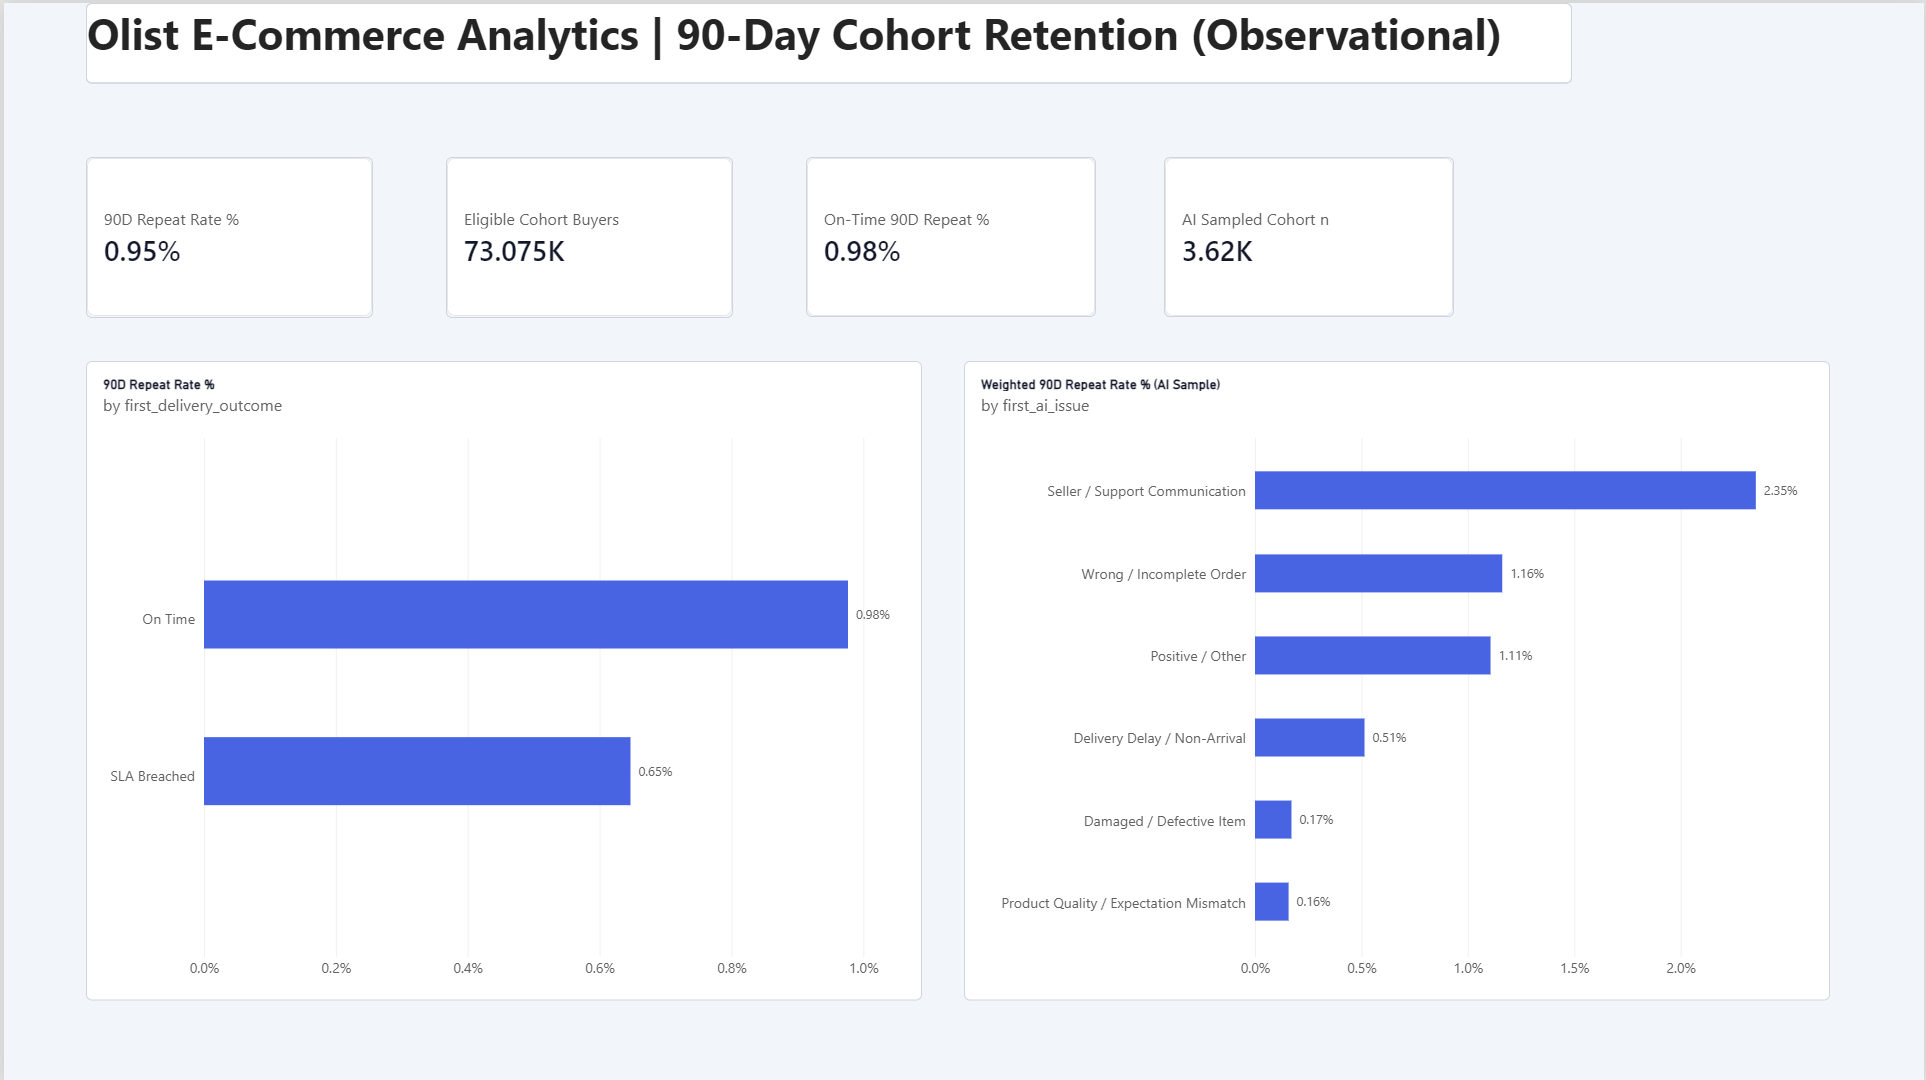 Olist E-Commerce Analytics | 90-Day Cohort Retention (Observational)
90D Repeat Rate %
0.95%
Eligible Cohort Buyers
73.075K
On-Time 90D Repeat %
0.98%
AI Sampled Cohort n
3.62K
90D Repeat Rate %
by first_delivery_outcome
On Time
0.98%
SLA Breached
0.65%
0.0%
0.2%
0.4%
0.6%
0.8%
1.0%
Weighted 90D Repeat Rate % (AI Sample)
by first_ai_issue
Seller / Support Communication
2.35%
Wrong / Incomplete Order
1.16%
Positive / Other
1.11%
Delivery Delay / Non-Arrival
0.51%
Damaged / Defective Item
0.17%
Product Quality / Expectation Mismatch
0.16%
0.0%
0.5%
1.0%
1.5%
2.0%